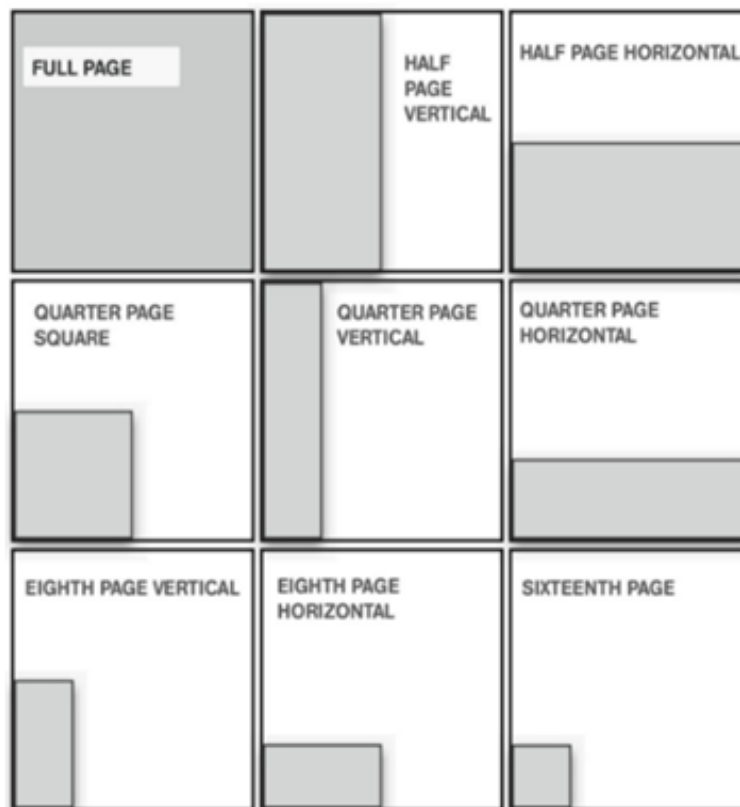 FULL PAGE
HALF
PAGE
VERTICAL
HALF PAGE HORIZONTAL
QUARTER PAGE
SQUARE
QUARTER PAGE
VERTICAL
QUARTER PAGE
HORIZONTAL
EIGHTH PAGE VERTICAL
EIGHTH PAGE
HORIZONTAL
SIXTEENTH PAGE